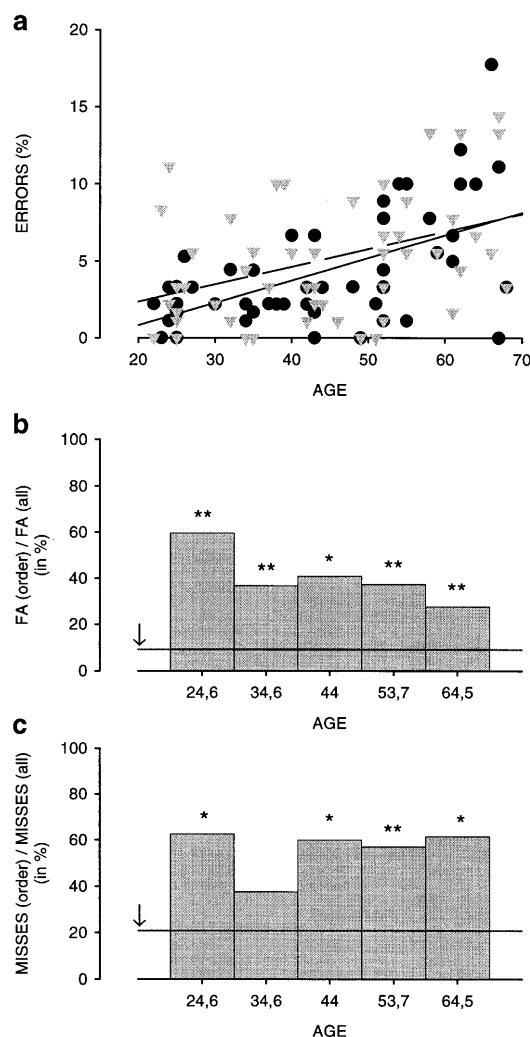 a
20
15
10
5
0
ERRORS (%)
20 30 40 50 60 70
AGE
b
100
80
60
40
20
0
FA (order) / FA (all)
(in %)
** ** * ** **
24,6 34,6 44 53,7 64,5
AGE
c
100
80
60
40
20
0
MISSES (order) / MISSES (all)
(in %)
* * ** *
24,6 34,6 44 53,7 64,5
AGE